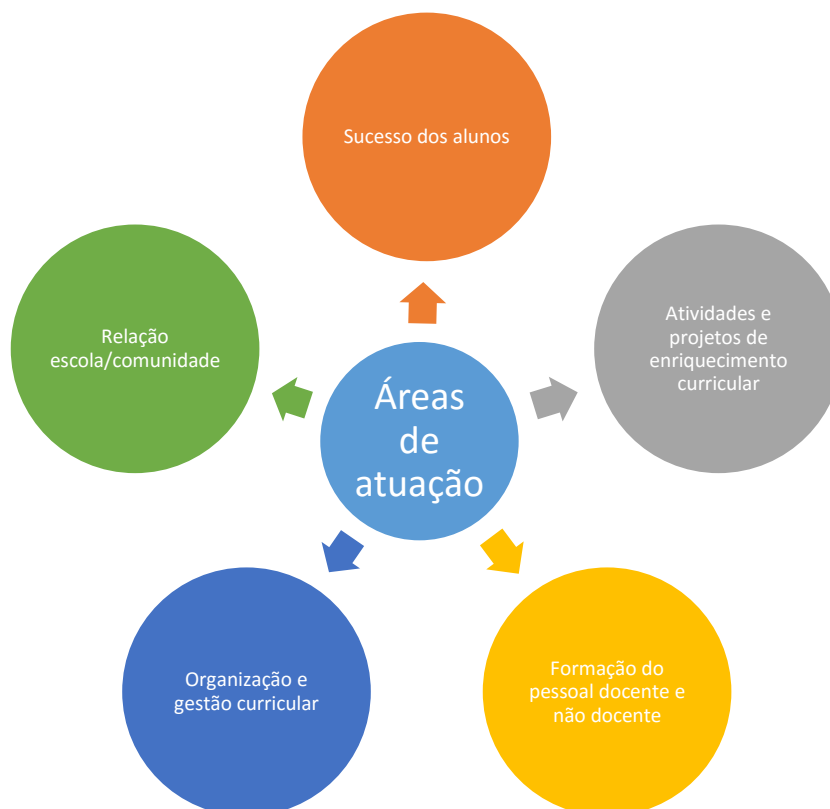 Sucesso dos alunos
Relação
escola/comunidade
Atividades e
projetos de
enriquecimento
curricular
Áreas
de
atuação
Organização e
gestão curricular
Formação do
pessoal docente e
não docente